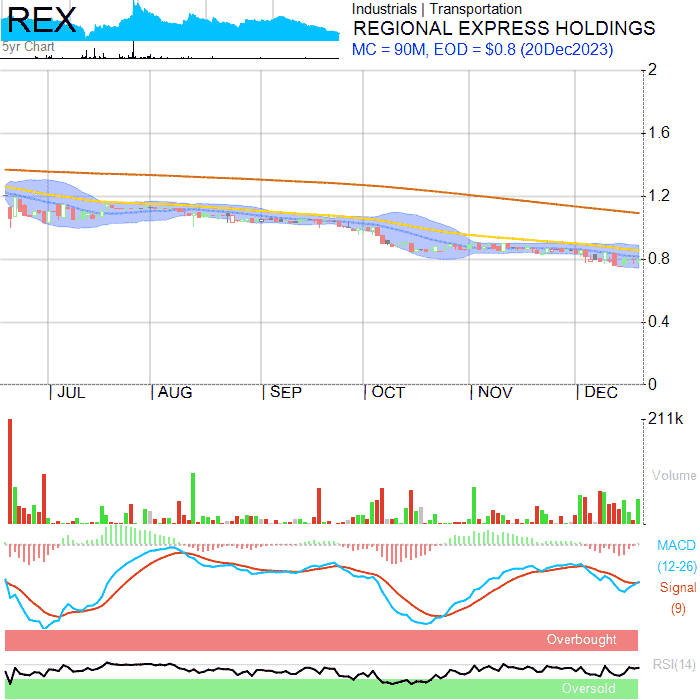 REX
5yr Chart
Industrials | Transportation
REGIONAL EXPRESS HOLDINGS
MC = 90M, EOD = $0.8 (20Dec2023)
2
1.6
1.2
0.8
0.4
0
JUL AUG SEP OCT NOV DEC
211k
Volume
MACD
(12-26)
Signal
(9)
Overbought
RSI(14)
Oversold